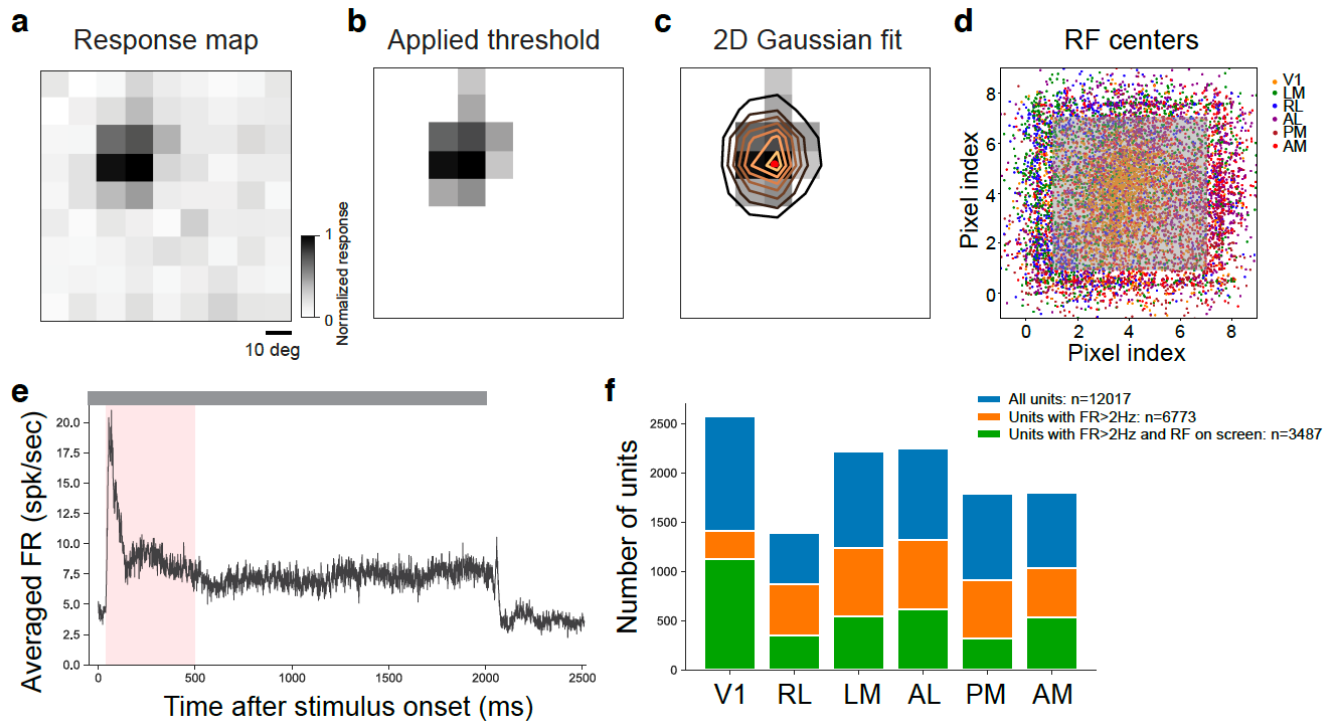 a
Response map
1
0
Normalized response
10 deg
b
Applied threshold
c
2D Gaussian fit
d
RF centers
8
6
4
2
0
Pixel index
0 2 4 6 8
Pixel index
V1
LM
RL
AL
PM
AM
e
20.0
17.5
15.0
12.5
10.0
7.5
5.0
2.5
0.0
Averaged FR (spk/sec)
0 500 1000 1500 2000 2500
Time after stimulus onset (ms)
f
All units: n=12017
Units with FR>2Hz: n=6773
Units with FR>2Hz and RF on screen: n=3487
2500
2000
1500
1000
500
0
Number of units
V1 RL LM AL PM AM